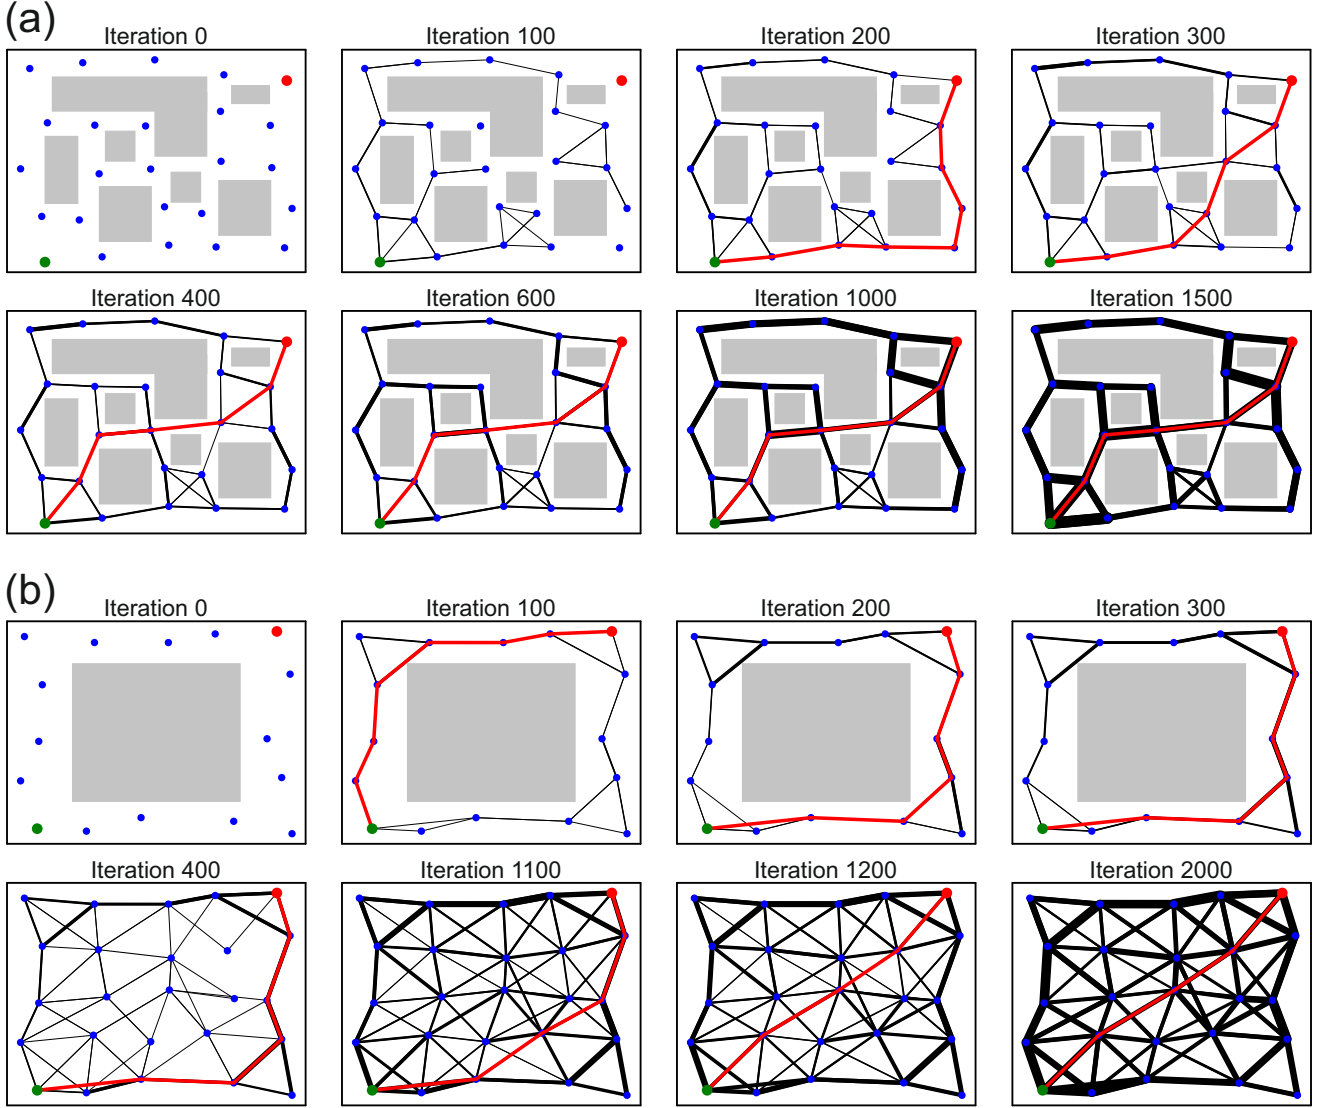 (a)
Iteration 0
Iteration 100
Iteration 200
Iteration 300
Iteration 400
Iteration 600
Iteration 1000
Iteration 1500
(b)
Iteration 0
Iteration 100
Iteration 200
Iteration 300
Iteration 400
Iteration 1100
Iteration 1200
Iteration 2000